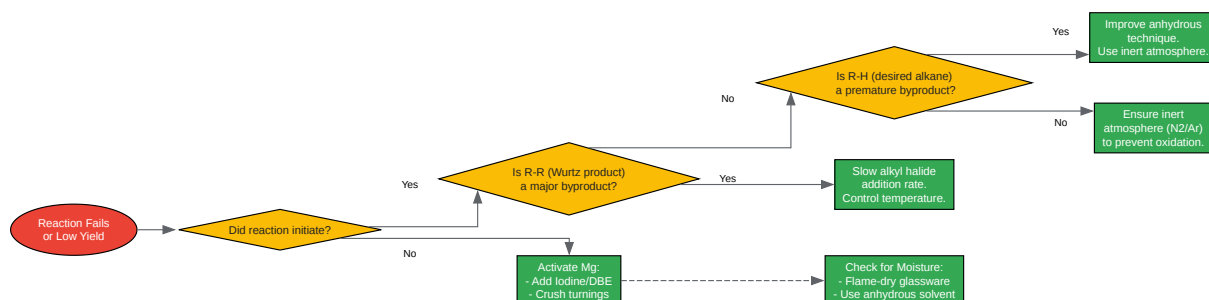 Reaction Fails
or Low Yield
Did reaction initiate?
Yes
No
Is R-R (Wurtz product)
a major byproduct?
No
Yes
Is R-H (desired alkane)
a premature byproduct?
Yes
No
Improve anhydrous
technique.
Use inert atmosphere.
Ensure inert
atmosphere (N2/Ar)
to prevent oxidation.
Slow alkyl halide
addition rate.
Control temperature.
Activate Mg:
- Add Iodine/DBE
- Crush turnings
Check for Moisture:
- Flame-dry glassware
- Use anhydrous solvent